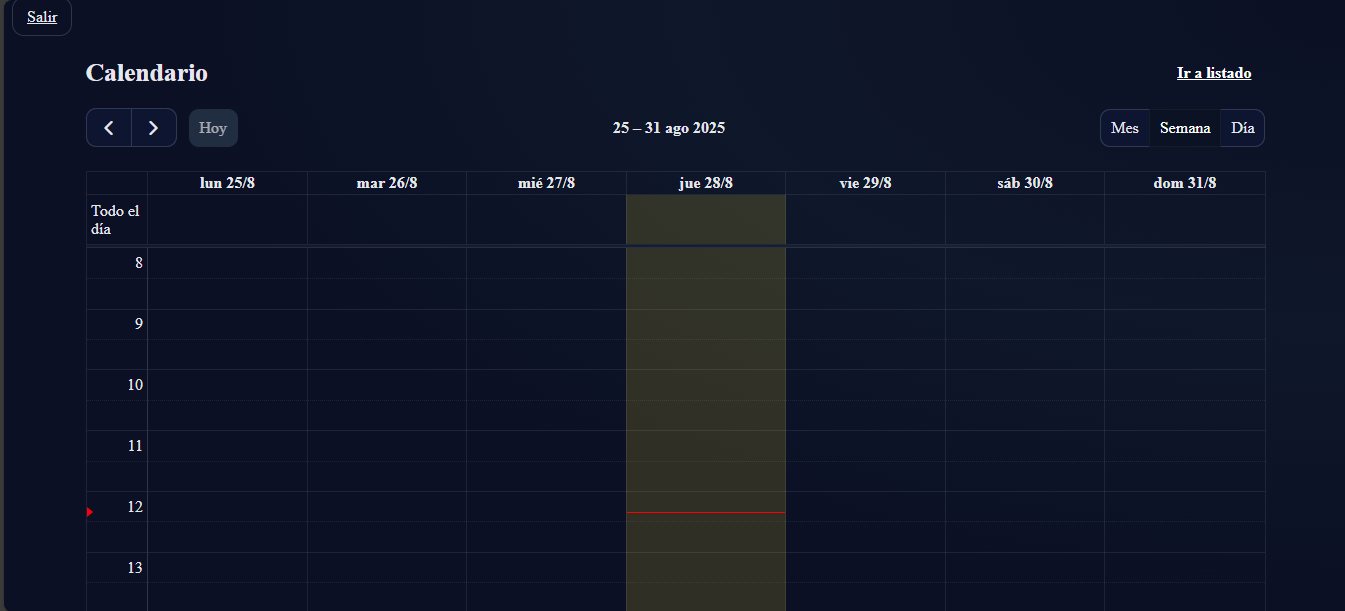 Salir
Calendario
Ir a listado
Hoy
25 – 31 ago 2025
Mes Semana Día
lun 25/8 mar 26/8 mié 27/8 jue 28/8 vie 29/8 sáb 30/8 dom 31/8
Todo el
día
8
9
10
11
12
13